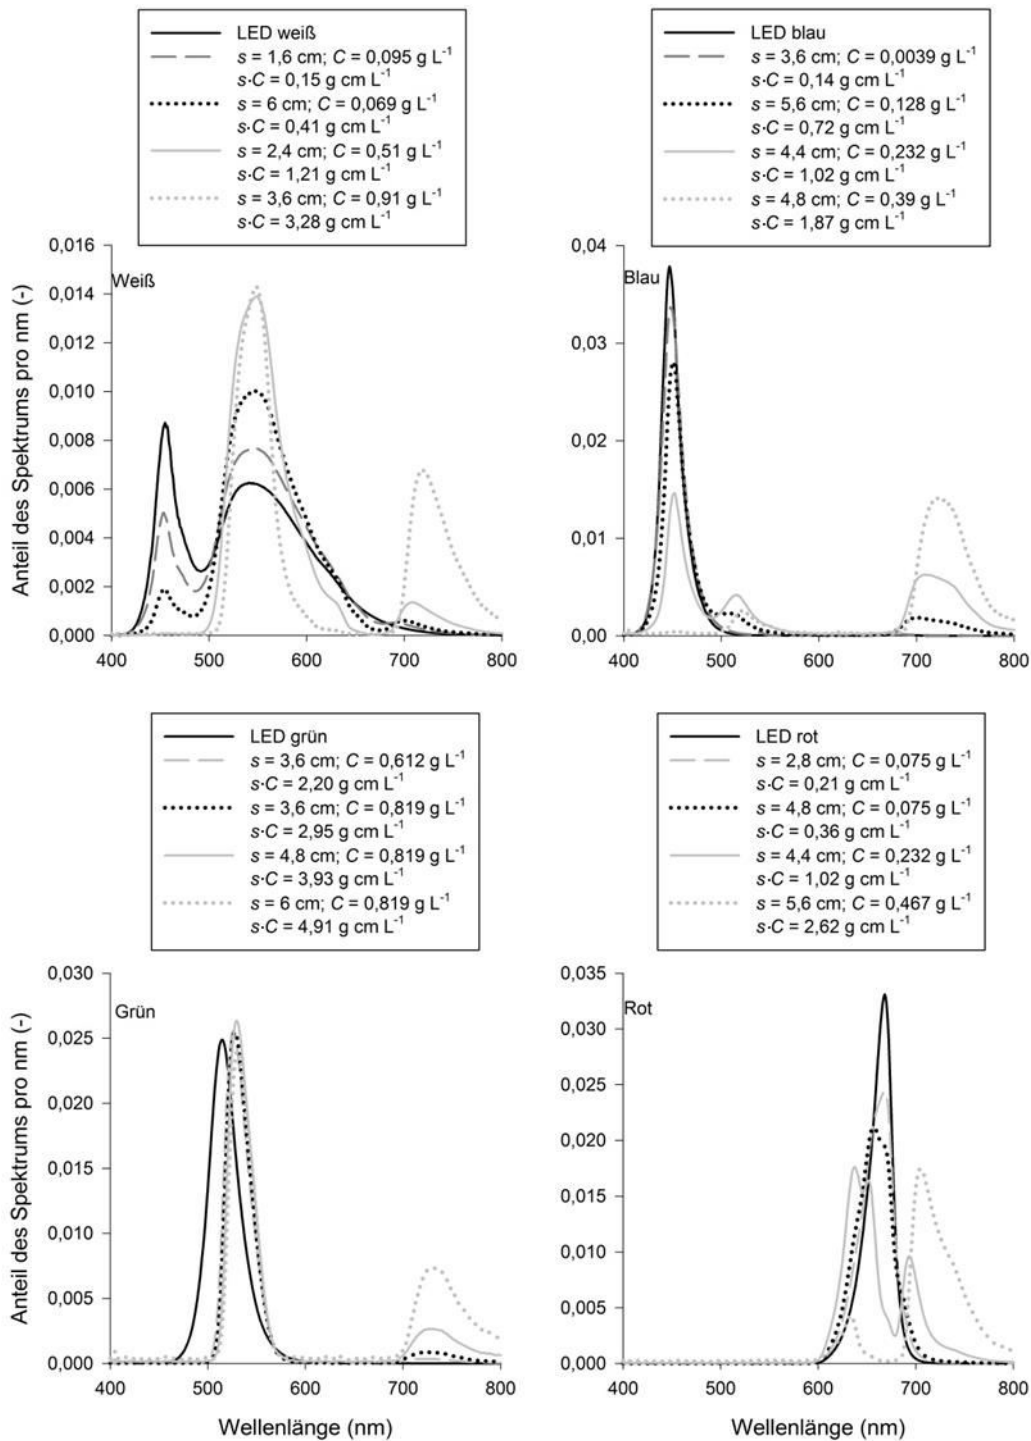 LED weiß
s = 1,6 cm; C = 0,095 g L⁻¹
s·C = 0,15 g cm L⁻¹
s = 6 cm; C = 0,069 g L⁻¹
s·C = 0,41 g cm L⁻¹
s = 2,4 cm; C = 0,51 g L⁻¹
s·C = 1,21 g cm L⁻¹
s = 3,6 cm; C = 0,91 g L⁻¹
s·C = 3,28 g cm L⁻¹
Weiß
Anteil des Spektrums pro nm (-)
0,016
0,014
0,012
0,010
0,008
0,006
0,004
0,002
0,000
400 500 600 700 800
LED blau
s = 3,6 cm; C = 0,0039 g L⁻¹
s·C = 0,14 g cm L⁻¹
s = 5,6 cm; C = 0,128 g L⁻¹
s·C = 0,72 g cm L⁻¹
s = 4,4 cm; C = 0,232 g L⁻¹
s·C = 1,02 g cm L⁻¹
s = 4,8 cm; C = 0,39 g L⁻¹
s·C = 1,87 g cm L⁻¹
Blau
0,04
0,03
0,02
0,01
0,00
400 500 600 700 800
LED grün
s = 3,6 cm; C = 0,612 g L⁻¹
s·C = 2,20 g cm L⁻¹
s = 3,6 cm; C = 0,819 g L⁻¹
s·C = 2,95 g cm L⁻¹
s = 4,8 cm; C = 0,819 g L⁻¹
s·C = 3,93 g cm L⁻¹
s = 6 cm; C = 0,819 g L⁻¹
s·C = 4,91 g cm L⁻¹
Grün
Anteil des Spektrums pro nm (-)
0,030
0,025
0,020
0,015
0,010
0,005
0,000
400 500 600 700 800
Wellenlänge (nm)
LED rot
s = 2,8 cm; C = 0,075 g L⁻¹
s·C = 0,21 g cm L⁻¹
s = 4,8 cm; C = 0,075 g L⁻¹
s·C = 0,36 g cm L⁻¹
s = 4,4 cm; C = 0,232 g L⁻¹
s·C = 1,02 g cm L⁻¹
s = 5,6 cm; C = 0,467 g L⁻¹
s·C = 2,62 g cm L⁻¹
Rot
0,035
0,030
0,025
0,020
0,015
0,010
0,005
0,000
400 500 600 700 800
Wellenlänge (nm)